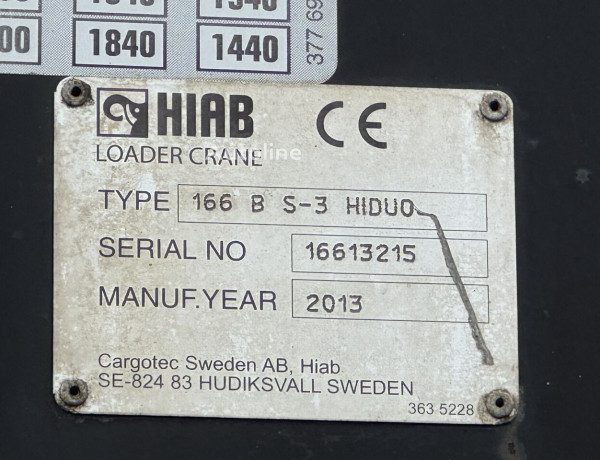 1840 1440
377 69
HIAB CE
LOADER CRANE
TYPE 166 B S-3 HIDUO
SERIAL NO 16613215
MANUF.YEAR 2013
Cargotec Sweden AB, Hiab
SE-824 83 HUDIKSVALL SWEDEN
363 5228